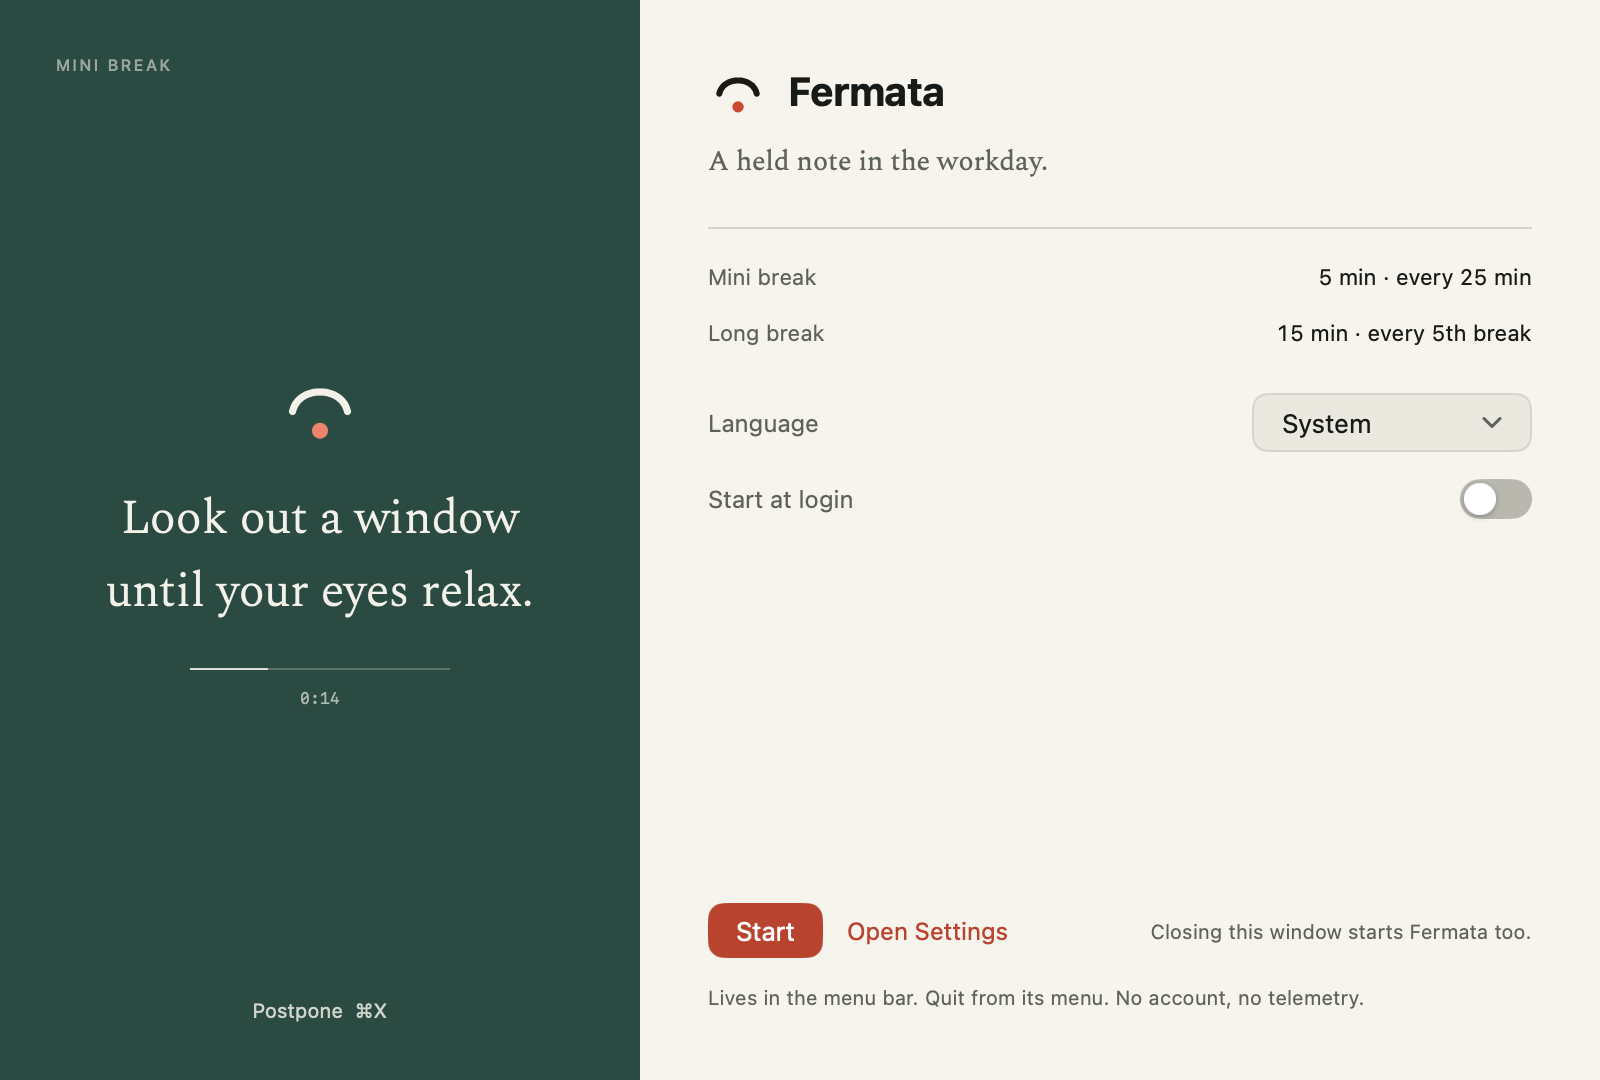 MINI BREAK
Look out a window
until your eyes relax.
0:14
Postpone ⌘X
Fermata
A held note in the workday.
Mini break 5 min · every 25 min
Long break 15 min · every 5th break
Language System
Start at login
Start Open Settings Closing this window starts Fermata too.
Lives in the menu bar. Quit from its menu. No account, no telemetry.